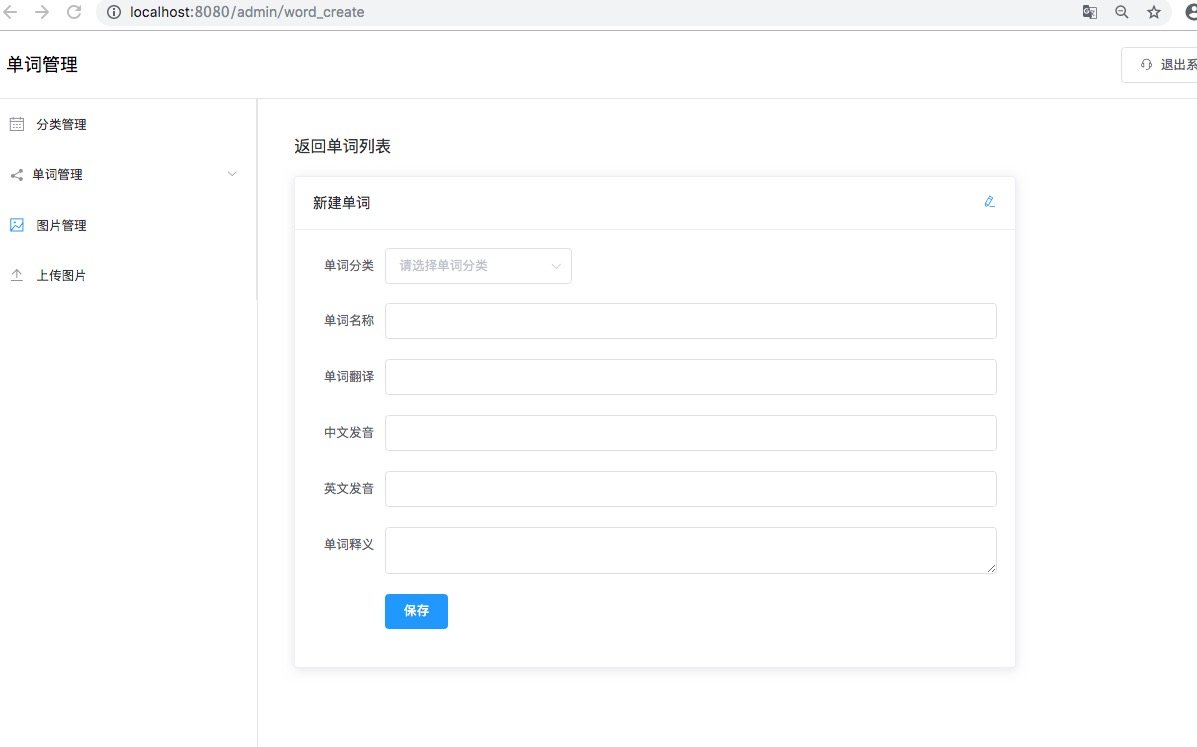 localhost:8080/admin/word_create
单词管理
退出系
分类管理
单词管理
图片管理
上传图片
返回单词列表
新建单词
单词分类 请选择单词分类
单词名称
单词翻译
中文发音
英文发音
单词释义
保存